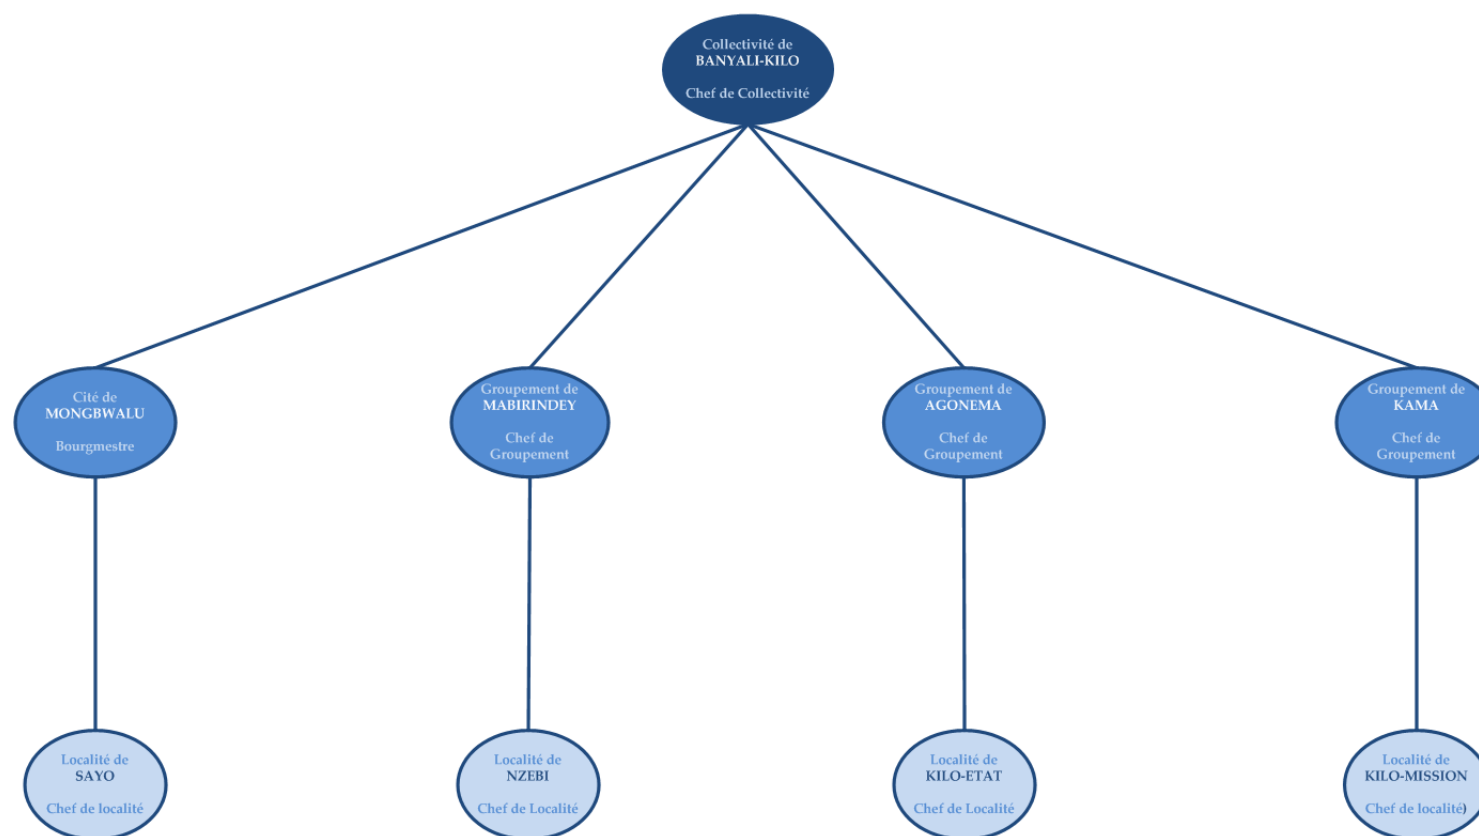 Collectivité de
BANYALI-KILO
Chef de Collectivité
Cité de
MONGBWALU
Bourgmestre
Groupement de
MABIRINDEY
Chef de
Groupement
Groupement de
AGONEMA
Chef de
Groupement
Groupement de
KAMA
Chef de
Groupement
Localité de
SAYO
Chef de localité
Localité de
NZEBI
Chef de Localité
Localité de
KILO-ETAT
Chef de Localité
Localité de
KILO-MISSION
Chef de localité)